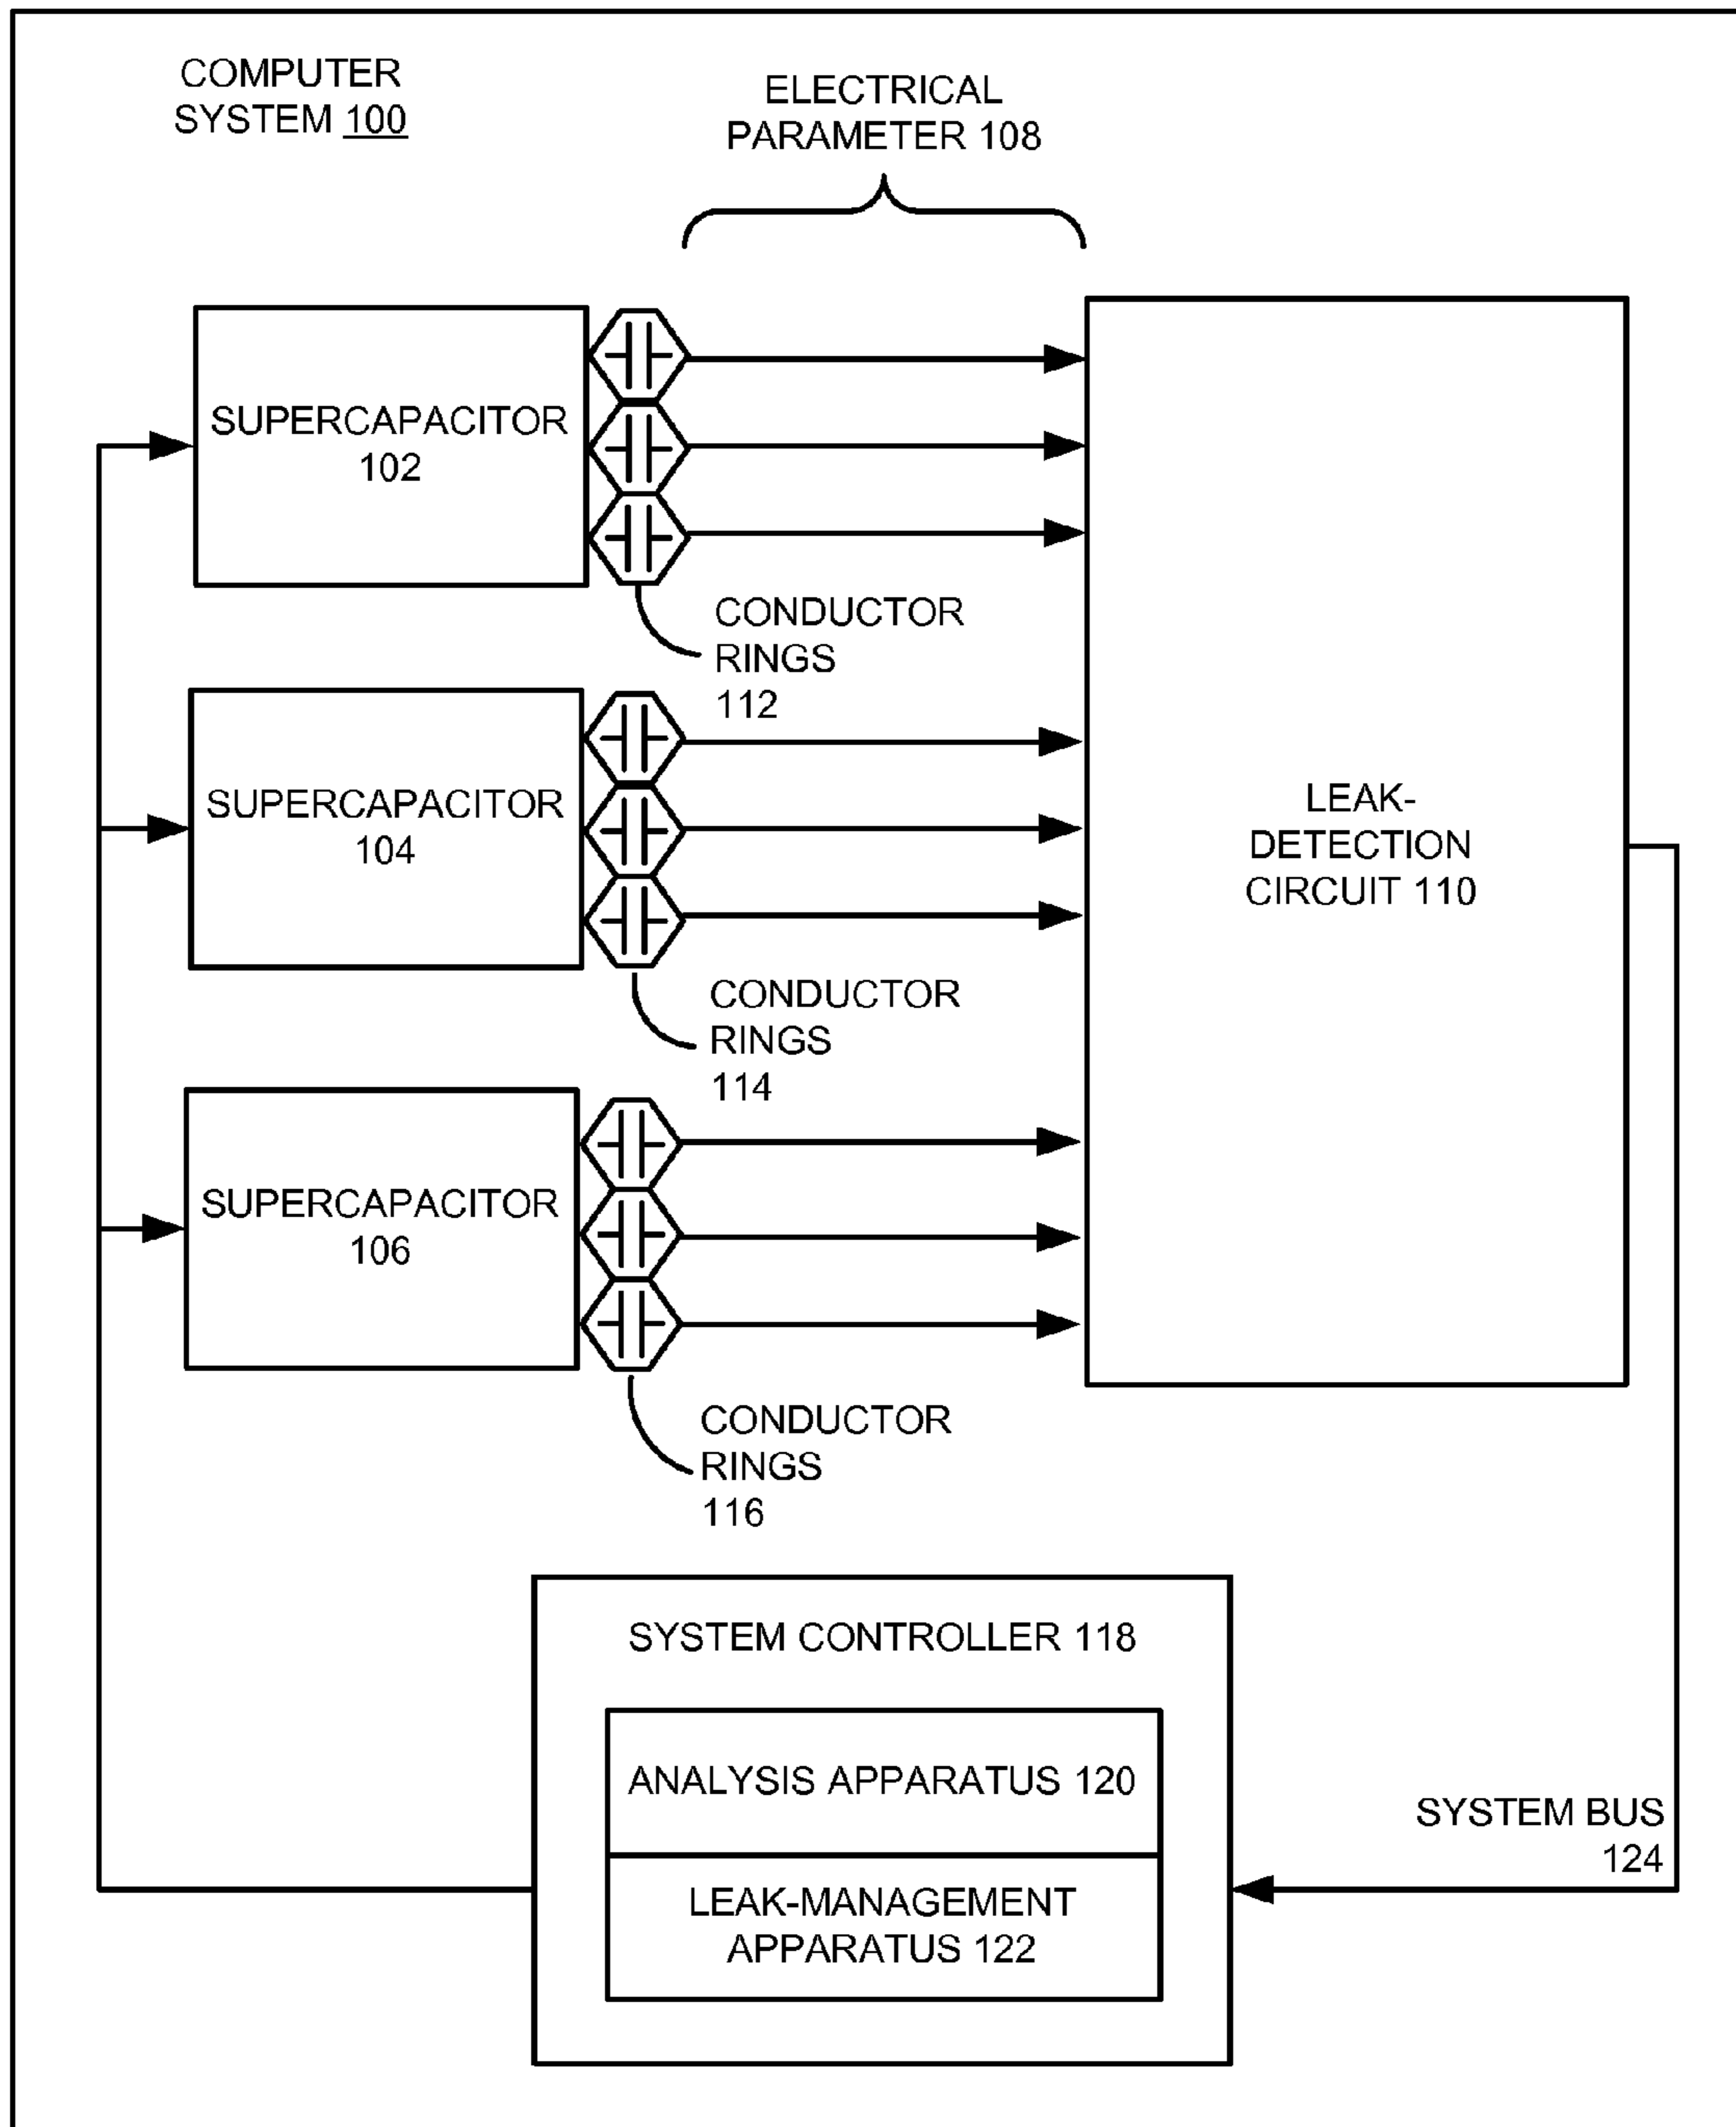 COMPUTER
SYSTEM 100
ELECTRICAL
PARAMETER 108
SUPERCAPACITOR
102
CONDUCTOR
RINGS
112
SUPERCAPACITOR
104
LEAK-
DETECTION
CIRCUIT 110
CONDUCTOR
RINGS
114
SUPERCAPACITOR
106
CONDUCTOR
RINGS
116
SYSTEM CONTROLLER 118
ANALYSIS APPARATUS 120
LEAK-MANAGEMENT
APPARATUS 122
SYSTEM BUS
124